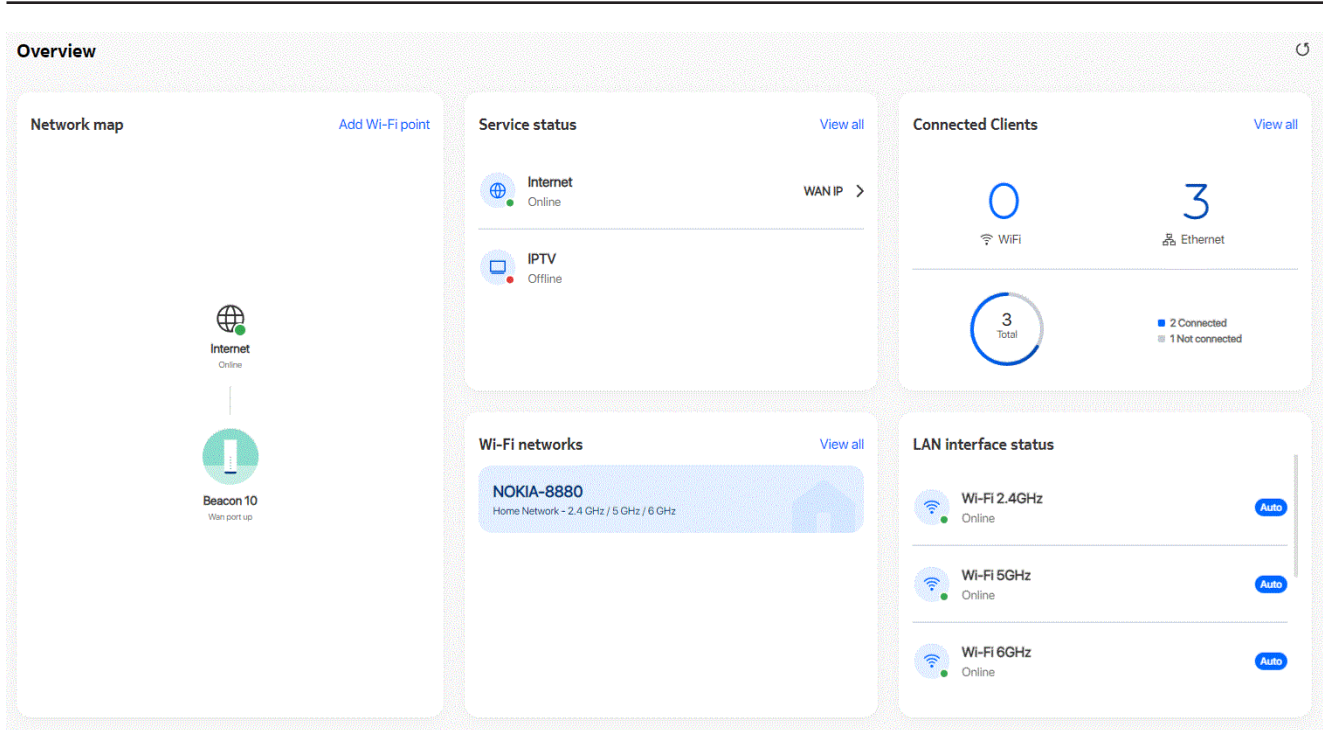 Overview
Network map
Add Wi-Fi point
Internet
Online
Beacon 10
Wan port up
Service status
View all
Internet
Online
WAN IP
IPTV
Offline
Connected Clients
View all
0
WiFi
3
Ethernet
3
Total
2 Connected
1 Not connected
Wi-Fi networks
View all
NOKIA-8880
Home Network - 2.4 GHz / 5 GHz / 6 GHz
LAN interface status
Wi-Fi 2.4GHz
Online
Auto
Wi-Fi 5GHz
Online
Auto
Wi-Fi 6GHz
Online
Auto